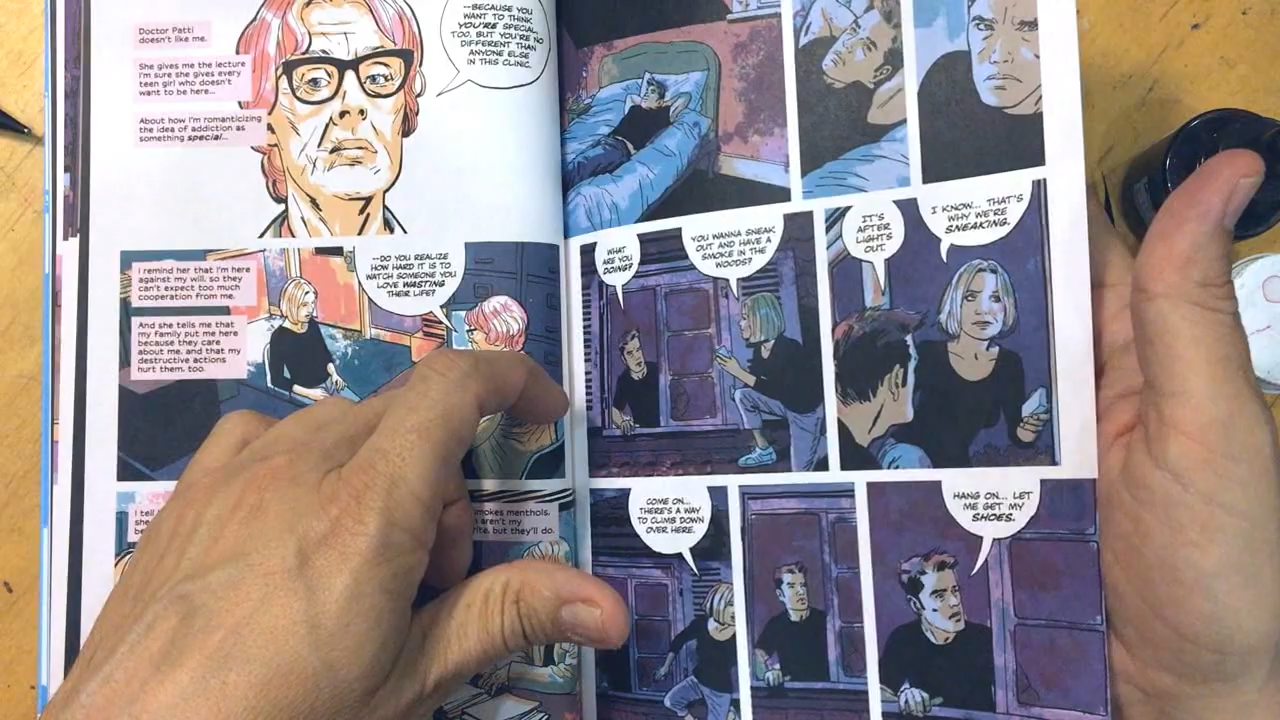 Doctor Patti
doesn't like me.
She gives me the lecture
I'm sure she gives every
teen girl who doesn't
want to be here...
About how I'm romanticizing
the idea of addiction as
something special...
--BECAUSE YOU
WANT TO THINK
YOU'RE SPECIAL,
TOO, BUT YOU'RE NO
DIFFERENT THAN
ANYONE ELSE
IN THIS CLINIC.
I remind her that I'm here
against my will, so they
can't expect too much
cooperation from me.
And she tells me that
my family put me here
because they care
about me, and that my
destructive actions
hurt them, too.
--DO YOU REALIZE
HOW HARD IT IS TO
WATCH SOMEONE YOU
LOVE WASTING
THEIR LIFE?
I tell
she
smokes menthols,
aren't my
but they'll do.
WHAT
ARE YOU
DOING?
YOU WANNA SNEAK
OUT AND HAVE A
SMOKE IN THE
WOODS?
IT'S
AFTER
LIGHTS
OUT.
I KNOW... THAT'S
WHY WE'RE
SNEAKING.
COME ON...
THERE'S A WAY
TO CLIMB DOWN
OVER HERE.
HANG ON... LET
ME GET MY
SHOES.